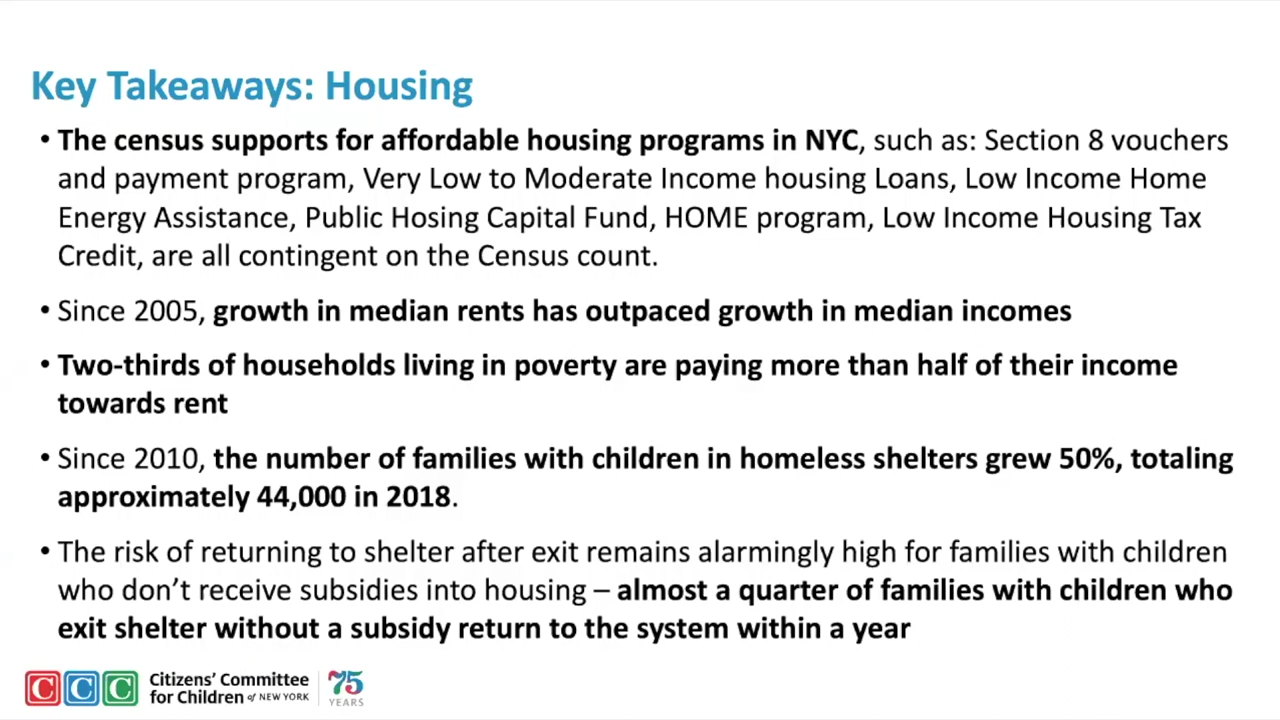 Key Takeaways: Housing
• The census supports for affordable housing programs in NYC, such as: Section 8 vouchers
and payment program, Very Low to Moderate Income housing Loans, Low Income Home
Energy Assistance, Public Hosing Capital Fund, HOME program, Low Income Housing Tax
Credit, are all contingent on the Census count.
• Since 2005, growth in median rents has outpaced growth in median incomes
• Two-thirds of households living in poverty are paying more than half of their income
towards rent
• Since 2010, the number of families with children in homeless shelters grew 50%, totaling
approximately 44,000 in 2018.
• The risk of returning to shelter after exit remains alarmingly high for families with children
who don’t receive subsidies into housing – almost a quarter of families with children who
exit shelter without a subsidy return to the system within a year
CCC
Citizens’ Committee
for Children of NEW YORK
75
YEARS